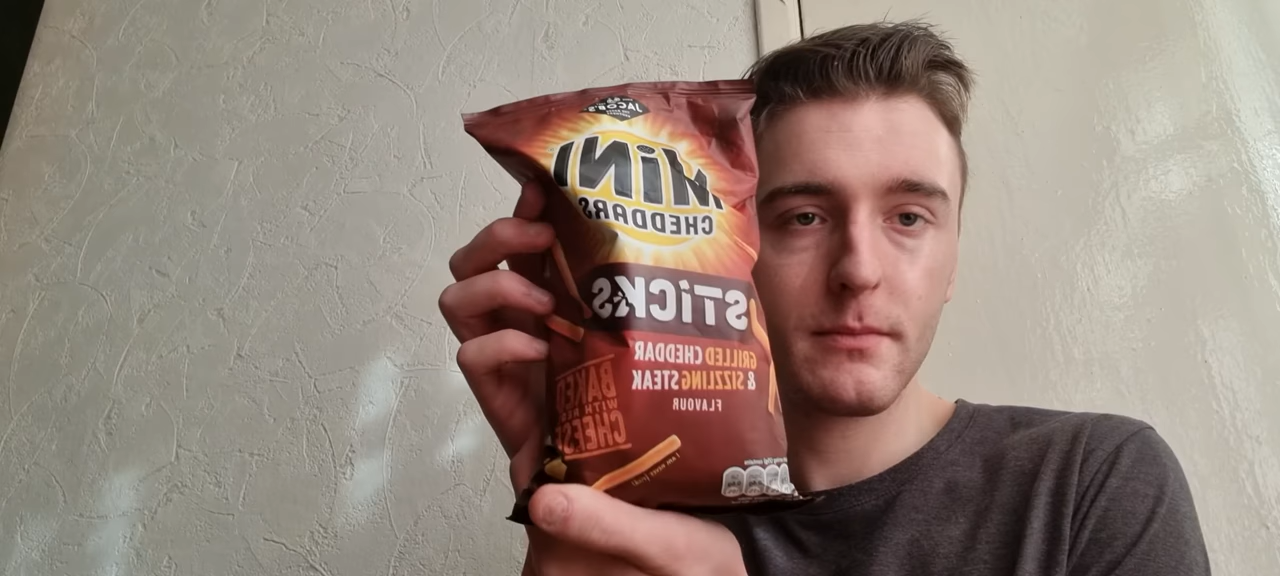 JACOB'S
MiNi
CHEDDARS
STiCKS
GRILLED CHEDDAR
& SIZZLING STEAK
FLAVOUR
BAKED
WITH REAL
CHEESE